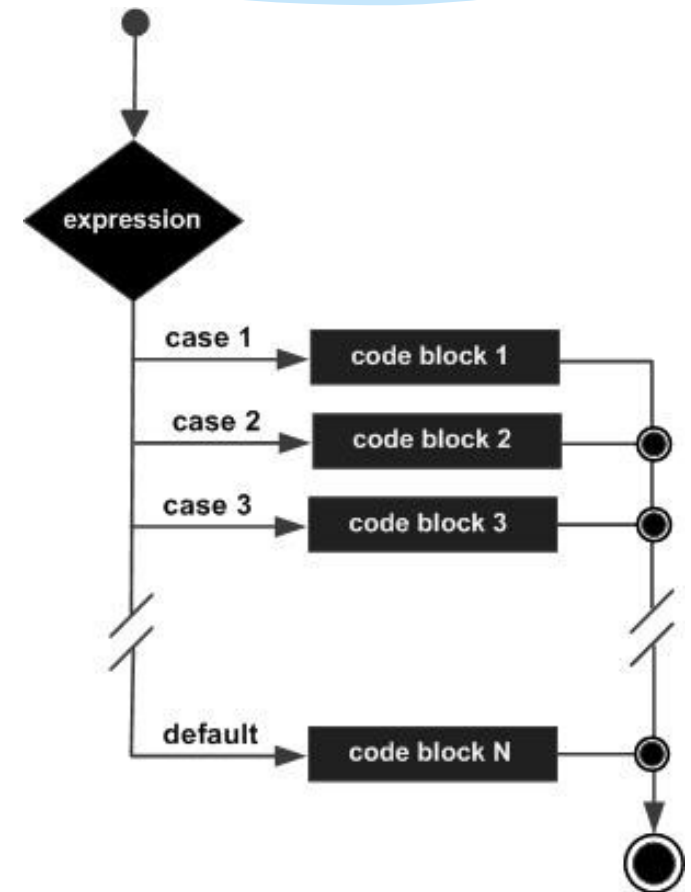 expression
case 1
code block 1
case 2
code block 2
case 3
code block 3
default
code block N